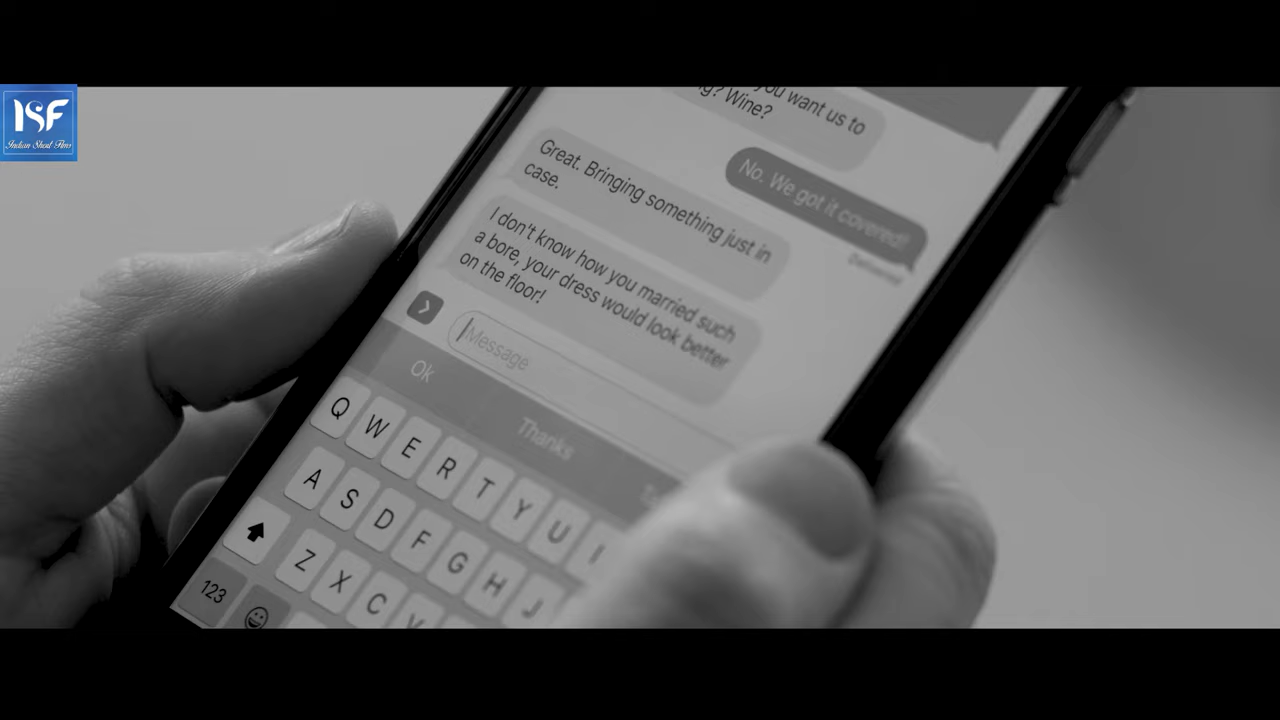 ISF
Indian Short Films
you want us to
g? Wine?
No. We got it covered!!
Delivered
Great. Bringing something just in
case.
I don't know how you married such
a bore, your dress would look better
on the floor!
Message
Ok
Thanks
Q W E R T Y U I
A S D F G H J
Z X C V
123